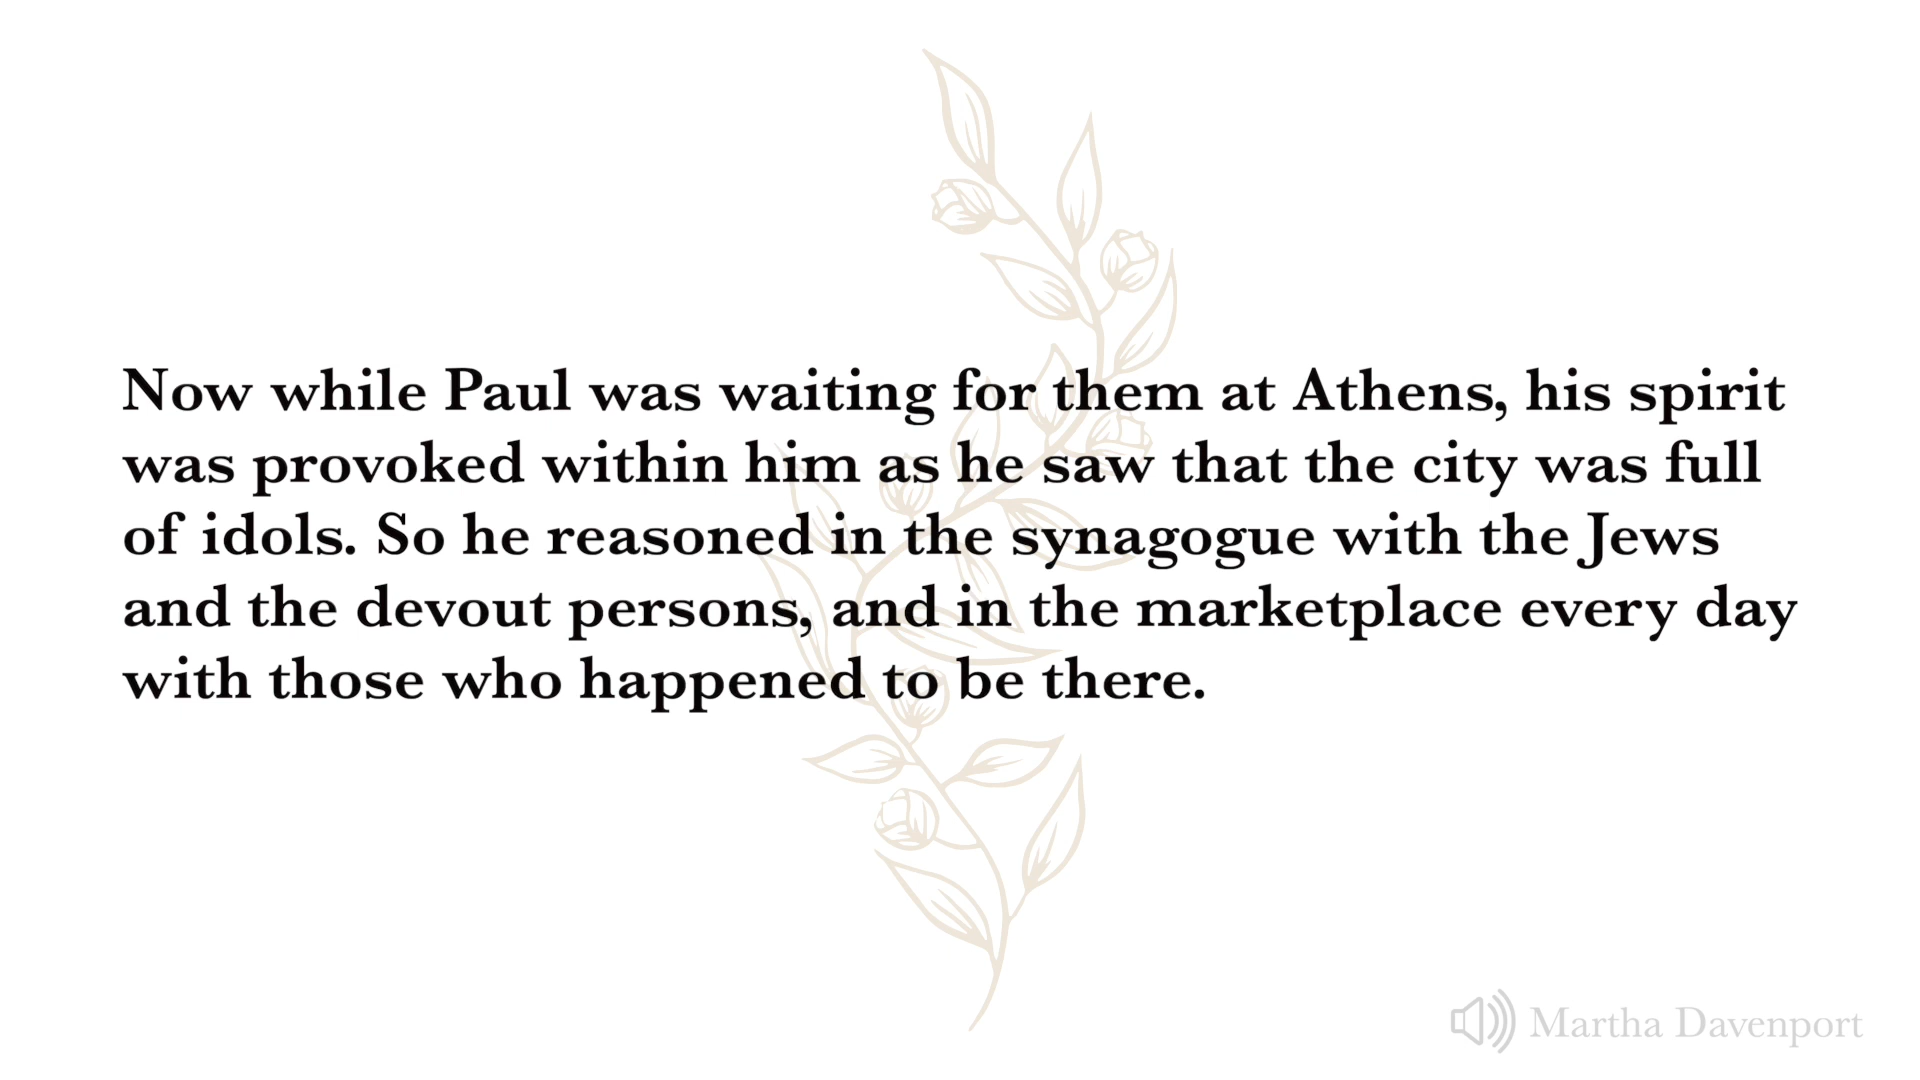 Now while Paul was waiting for them at Athens, his spirit
was provoked within him as he saw that the city was full
of idols. So he reasoned in the synagogue with the Jews
and the devout persons, and in the marketplace every day
with those who happened to be there.
Martha Davenport